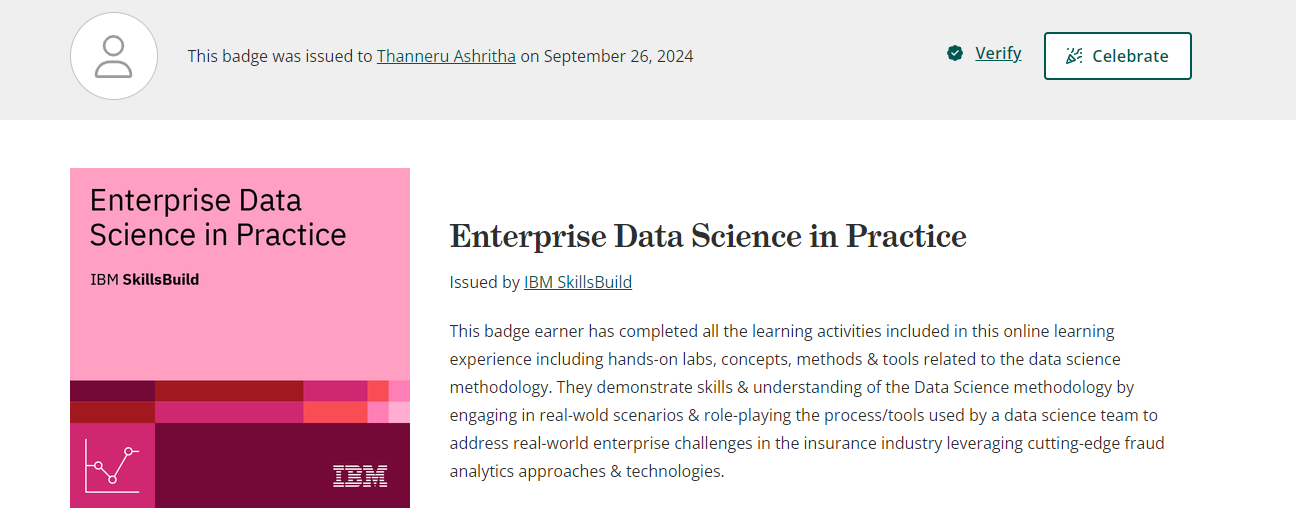 This badge was issued to Thanneru Ashritha on September 26, 2024
Verify
Celebrate
Enterprise Data
Science in Practice
IBM SkillsBuild
IBM
Enterprise Data Science in Practice
Issued by IBM SkillsBuild
This badge earner has completed all the learning activities included in this online learning
experience including hands-on labs, concepts, methods & tools related to the data science
methodology. They demonstrate skills & understanding of the Data Science methodology by
engaging in real-wold scenarios & role-playing the process/tools used by a data science team to
address real-world enterprise challenges in the insurance industry leveraging cutting-edge fraud
analytics approaches & technologies.